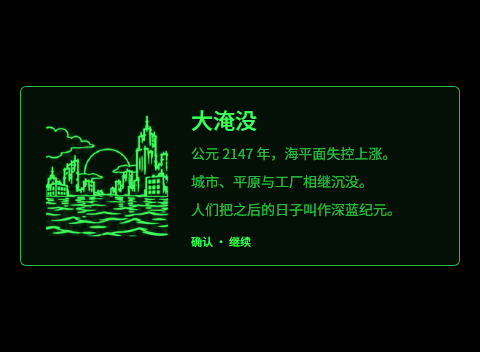 大淹没
公元 2147 年，海平面失控上涨。
城市、平原与工厂相继沉没。
人们把之后的日子叫作深蓝纪元。
确认 · 继续